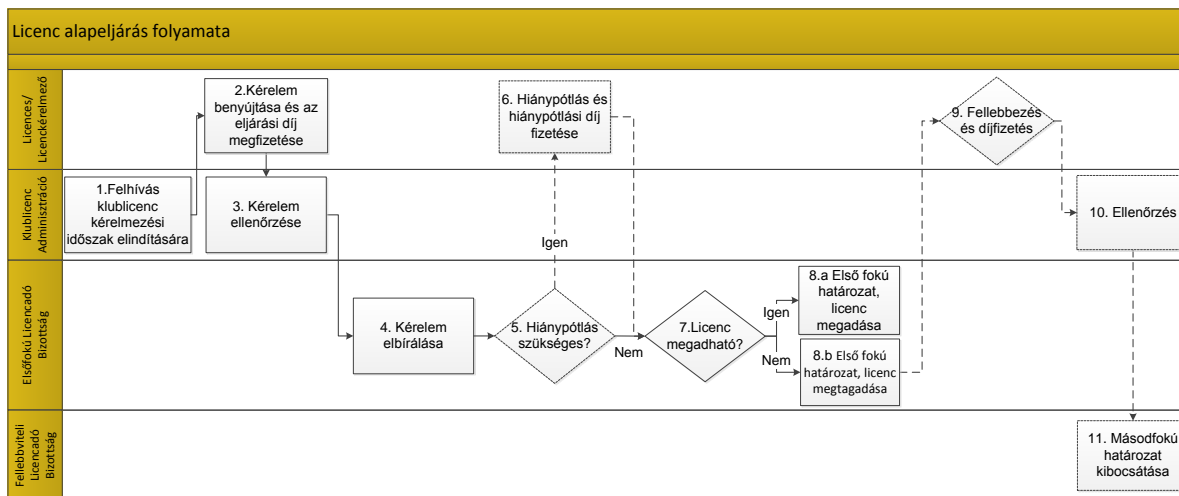 Licenc alapeljárás folyamata
Licences/
Licenckérelmező
2.Kérelem
benyújtása és az
eljárási díj
megfizetése
6. Hiánypótlás és
hiánypótlási díj
fizetése
9. Fellebbezés
és díjfizetés
Klublicenc
Adminisztráció
1.Felhívás
klublicenc
kérelmezési
időszak elindítására
3. Kérelem
ellenőrzése
Igen
10. Ellenőrzés
Elsőfokú Licencadó
Bizottság
4. Kérelem
elbírálása
5. Hiánypótlás
szükséges?
Nem
7.Licenc
megadható?
Igen
Nem
8.a Első fokú
határozat,
licenc
megadása
8.b Első fokú
határozat, licenc
megtagadása
Fellebbviteli
Licencadó
Bizottság
11. Másodfokú
határozat
kibocsátása